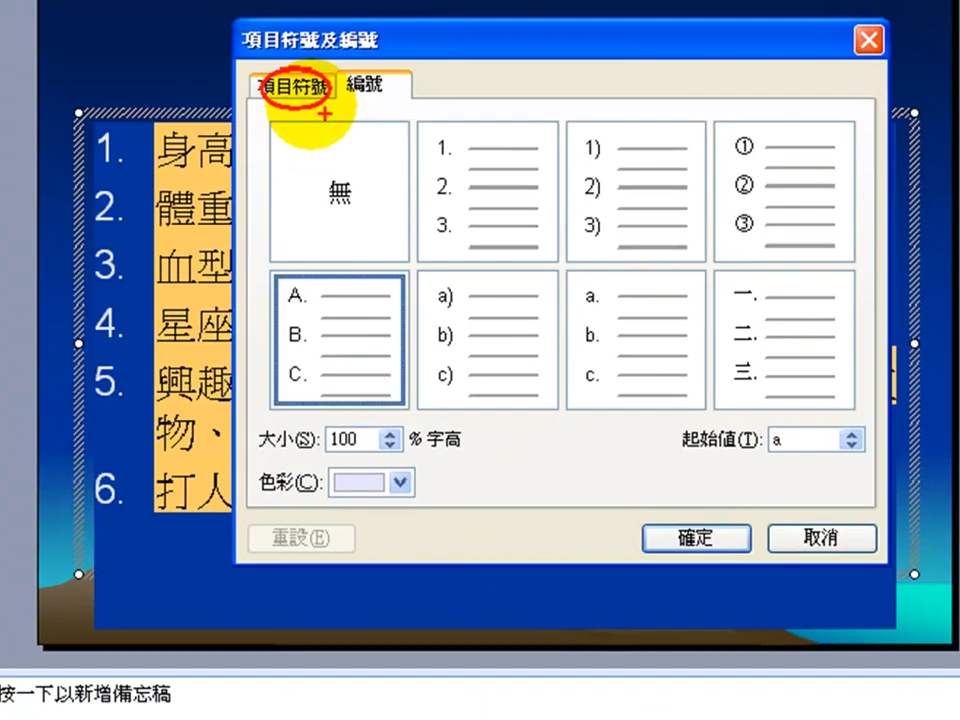 項目符號及編號
項目符號 編號
無
1.
2.
3.
1)
2)
3)
①
②
③
A.
B.
C.
a)
b)
c)
a.
b.
c.
一.
二.
三.
大小(S): 100 % 字高
起始值(T): a
色彩(C):
重設(E) 確定 取消
1. 身高
2. 體重
3. 血型
4. 星座
5. 興趣
物、
6. 打人
按一下以新增備忘稿